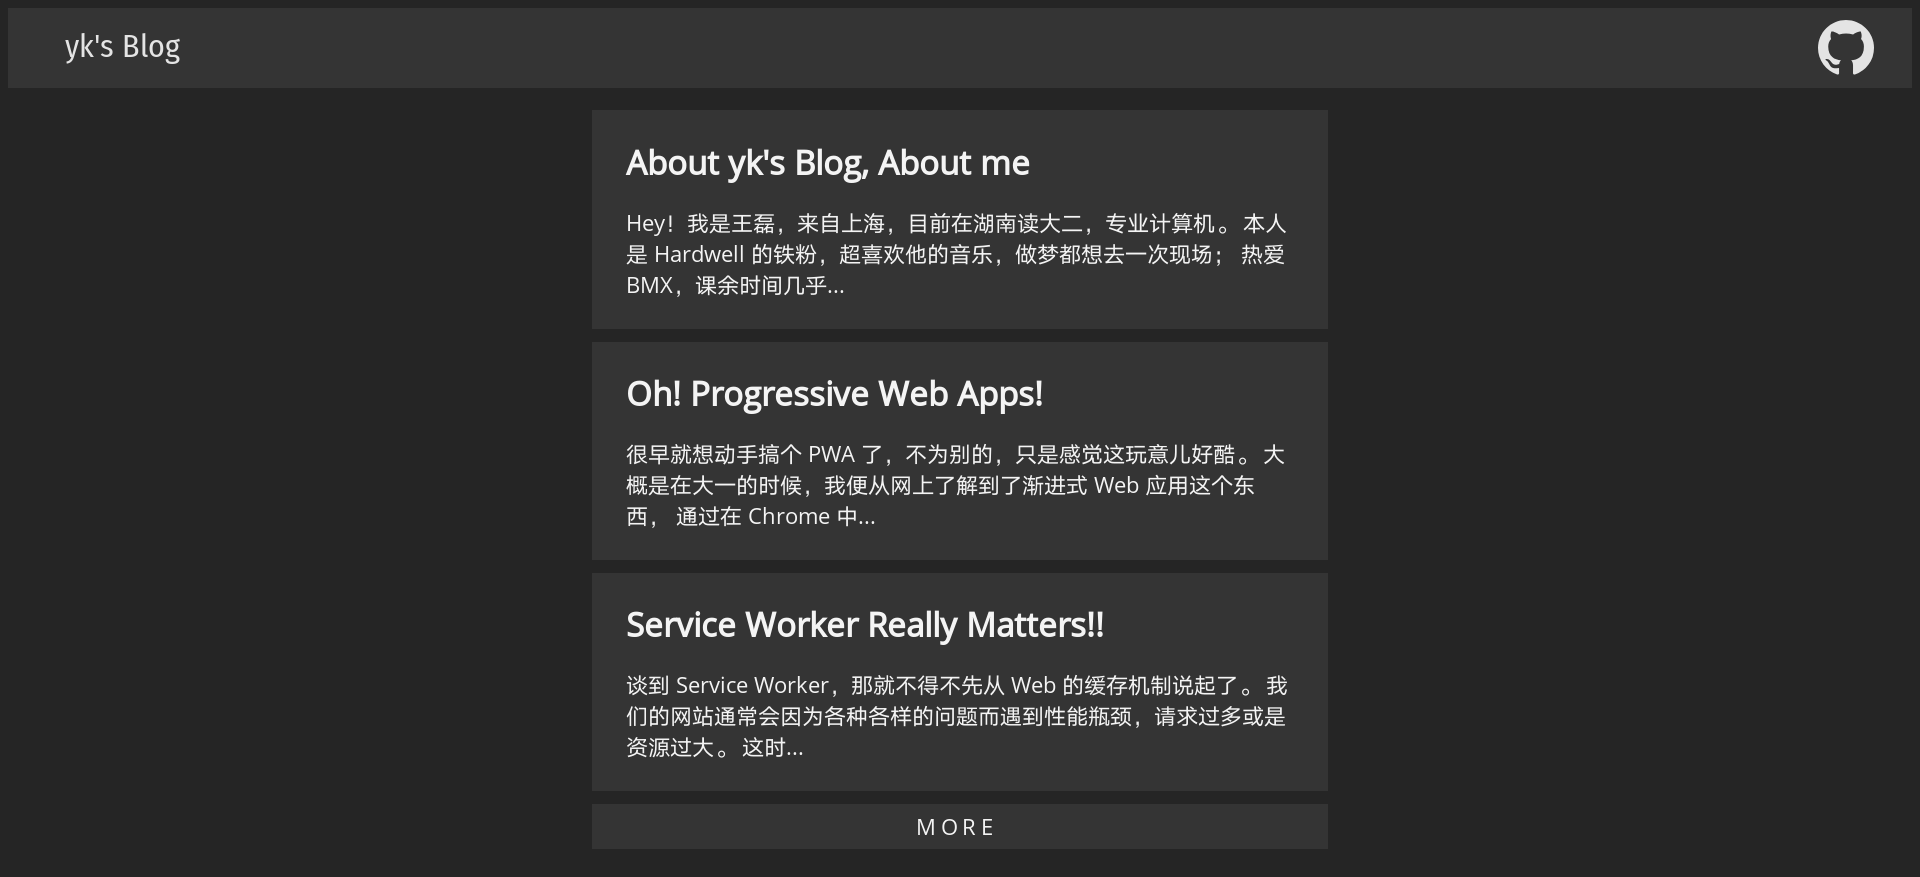 yk's Blog
About yk's Blog, About me
Hey！我是王磊，来自上海，目前在湖南读大二，专业计算机。本人
是 Hardwell 的铁粉，超喜欢他的音乐，做梦都想去一次现场； 热爱
BMX，课余时间几乎...
Oh! Progressive Web Apps!
很早就想动手搞个 PWA 了，不为别的，只是感觉这玩意儿好酷。大
概是在大一的时候，我便从网上了解到了渐进式 Web 应用这个东
西， 通过在 Chrome 中...
Service Worker Really Matters!!
谈到 Service Worker，那就不得不先从 Web 的缓存机制说起了。我
们的网站通常会因为各种各样的问题而遇到性能瓶颈，请求过多或是
资源过大。这时...
MORE